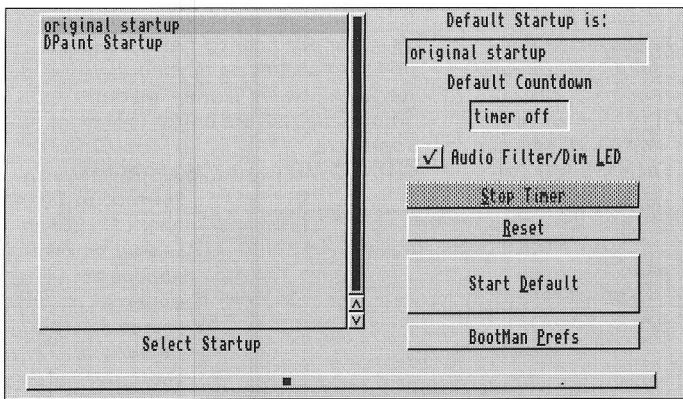 original startup
DPaint Startup
Select Startup
Default Startup is:
original startup
Default Countdown
timer off
Audio Filter/Dim LED
Stop Timer
Reset
Start Default
BootMan Prefs